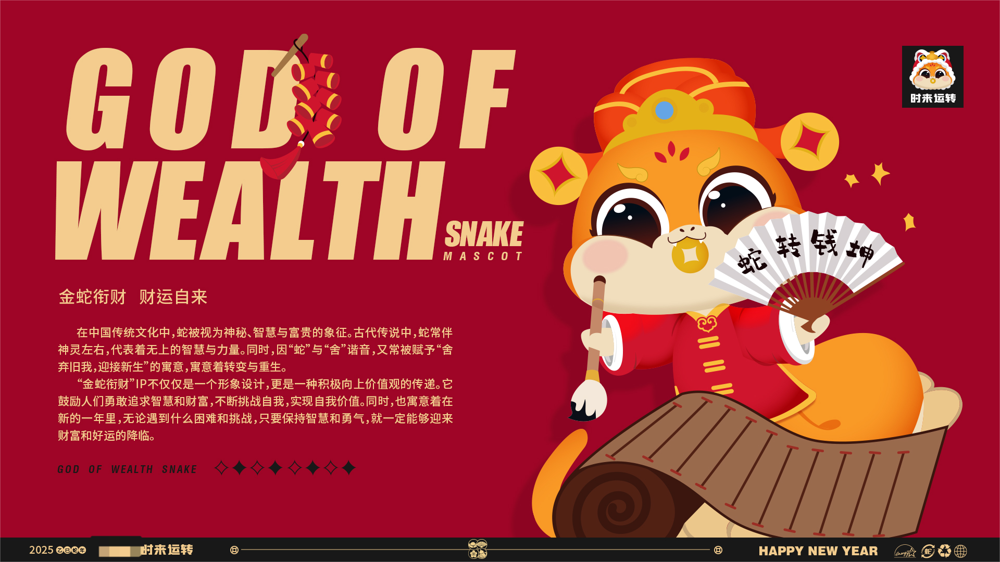 GOD OF
WEALTH
SNAKE
MASCOT
时来运转
蛇转钱坤
金蛇衔财 财运自来
在中国传统文化中,蛇被视为神秘、智慧与富贵的象征。古代传说中,蛇常伴
神灵左右,代表着无上的智慧与力量。同时,因“蛇”与“舍”谐音,又常被赋予“舍
弃旧我,迎接新生”的寓意,寓意着转变与重生。
“金蛇衔财”IP不仅仅是一个形象设计,更是一种积极向上价值观的传递。它
鼓励人们勇敢追求智慧和财富,不断挑战自我,实现自我价值。同时,也寓意着在
新的一年里,无论遇到什么困难和挑战,只要保持智慧和勇气,就一定能够迎来
财富和好运的降临。
GOD OF WEALTH SNAKE
2025 乙巳蛇年 时来运转
HAPPY NEW YEAR
energy
蛇